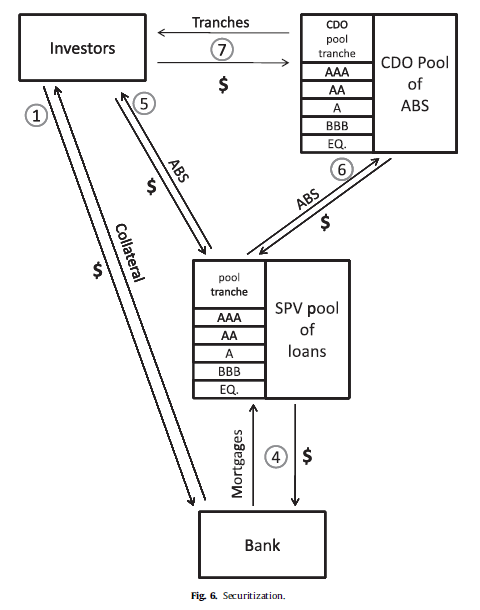 Investors
Tranches
7
$
CDO
pool
tranche
AAA
AA
A
BBB
EQ.
CDO Pool
of
ABS
1
5
ABS
$
6
ABS
$
Collateral
$
pool
tranche
AAA
AA
A
BBB
EQ.
SPV pool
of
loans
Mortgages
4
$
Bank
Fig. 6. Securitization.